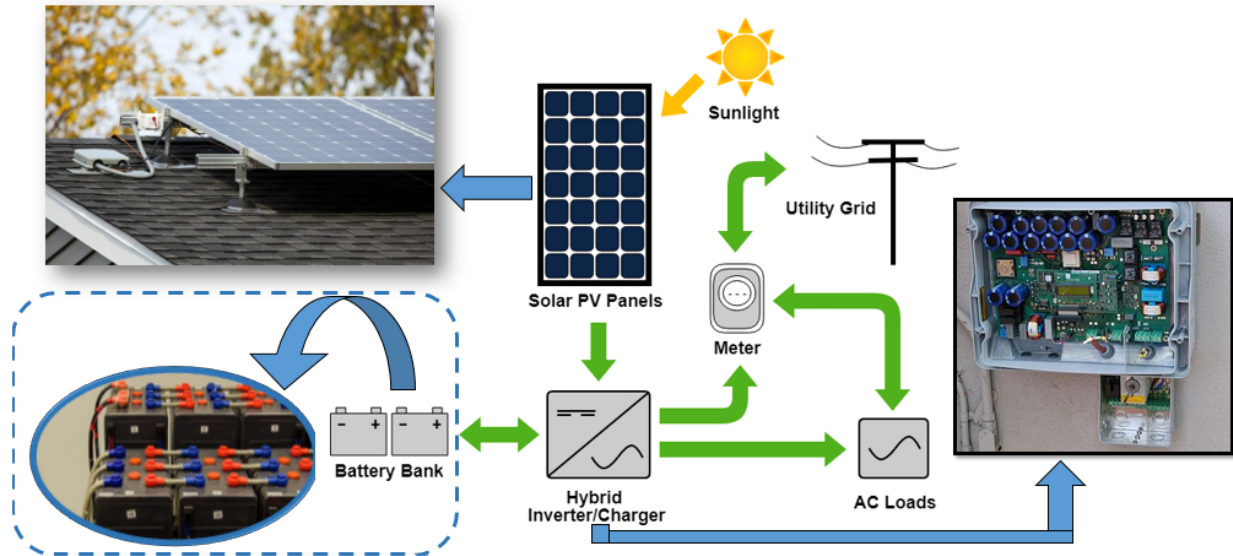 Sunlight
Utility Grid
Solar PV Panels
Meter
Battery Bank
Hybrid
Inverter/Charger
AC Loads